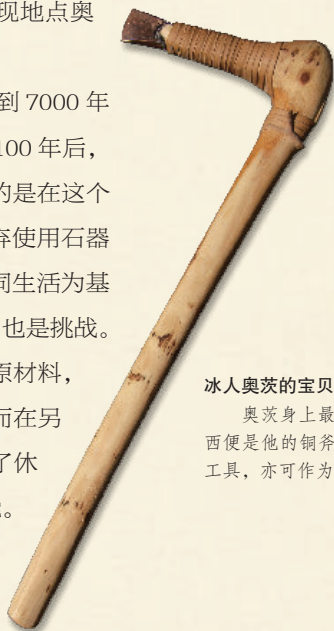 现地点奥
到 7000 年
100 年后，
的是在这个
弃使用石器
同生活为基
也是挑战。
原材料，
而在另
了休
冰人奥茨的宝贝
奥茨身上最
西便是他的铜斧
工具，亦可作为